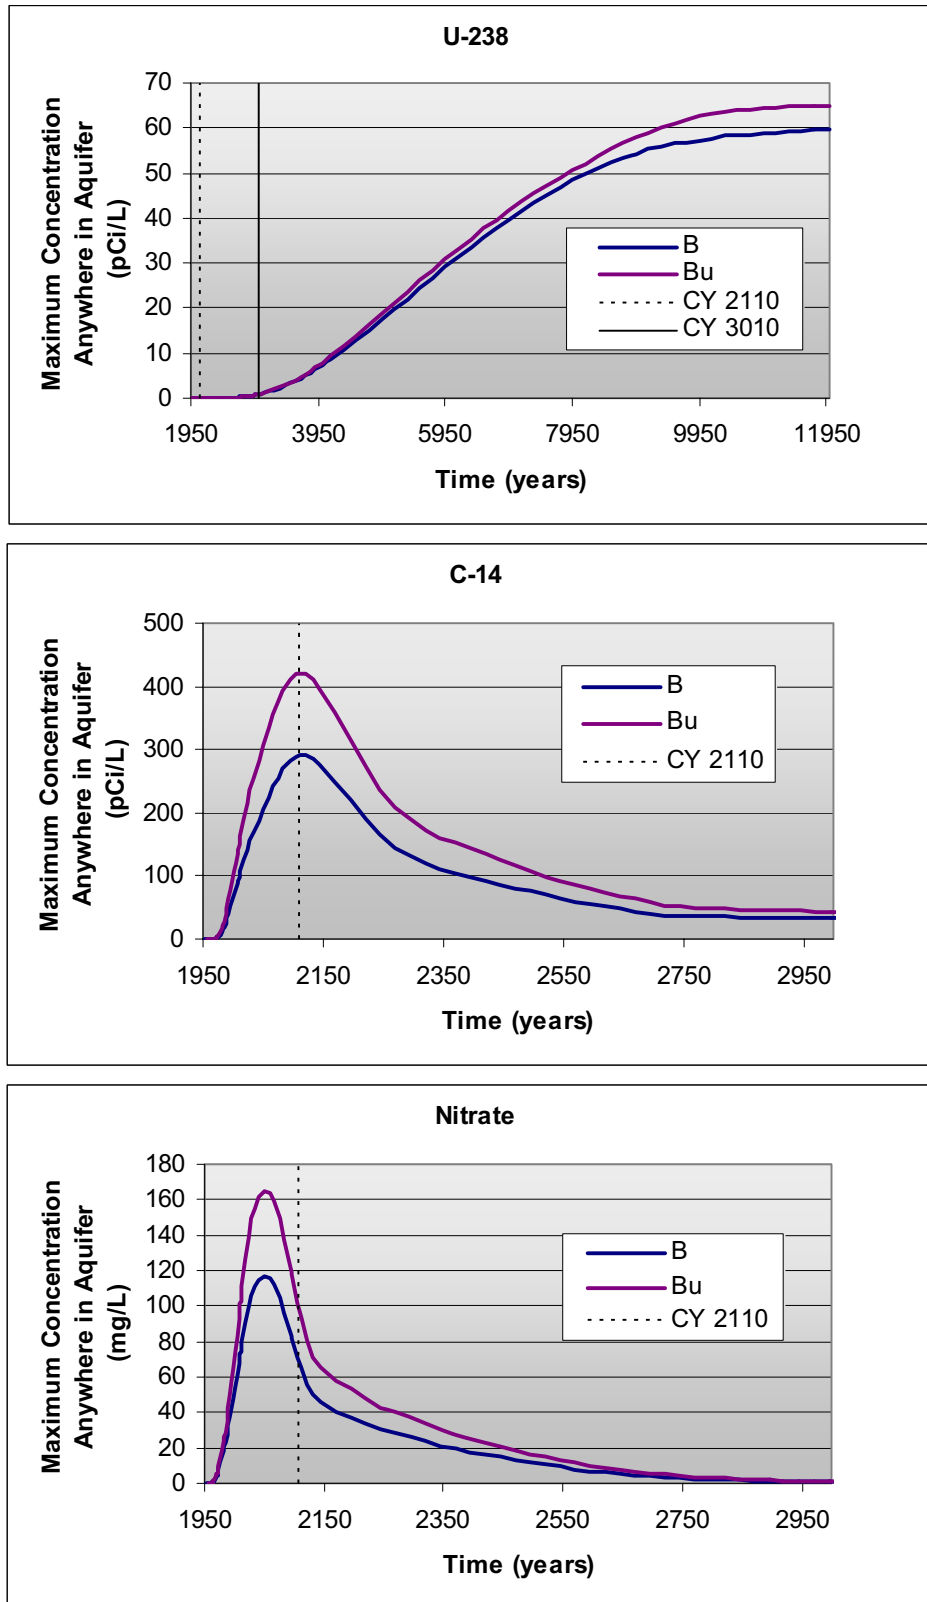 U-238
Maximum Concentration
Anywhere in Aquifer
(pCi/L)
70
60
50
40
30
20
10
0
B
Bu
CY 2110
CY 3010
1950 3950 5950 7950 9950 11950
Time (years)
C-14
Maximum Concentration
Anywhere in Aquifer
(pCi/L)
500
400
300
200
100
0
B
Bu
CY 2110
1950 2150 2350 2550 2750 2950
Time (years)
Nitrate
Maximum Concentration
Anywhere in Aquifer
(mg/L)
180
160
140
120
100
80
60
40
20
0
B
Bu
CY 2110
1950 2150 2350 2550 2750 2950
Time (years)